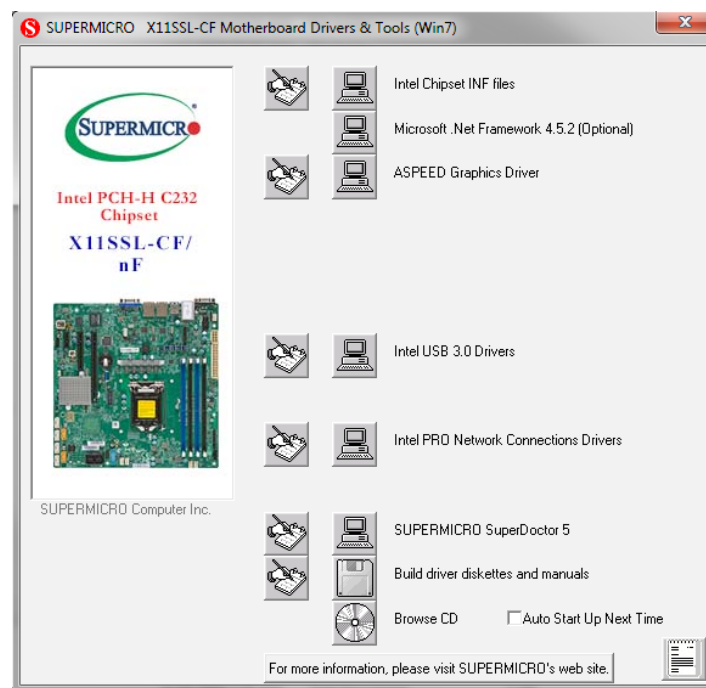 SUPERMICRO X11SSL-CF Motherboard Drivers & Tools (Win7)
SUPERMICR
Intel PCH-H C232
Chipset
X11SSL-CF/
nF
SUPERMICRO Computer Inc.
Intel Chipset INF files
Microsoft .Net Framework 4.5.2 (Optional)
ASPEED Graphics Driver
Intel USB 3.0 Drivers
Intel PRO Network Connections Drivers
SUPERMICRO SuperDoctor 5
Build driver diskettes and manuals
Browse CD Auto Start Up Next Time
For more information, please visit SUPERMICRO's web site.